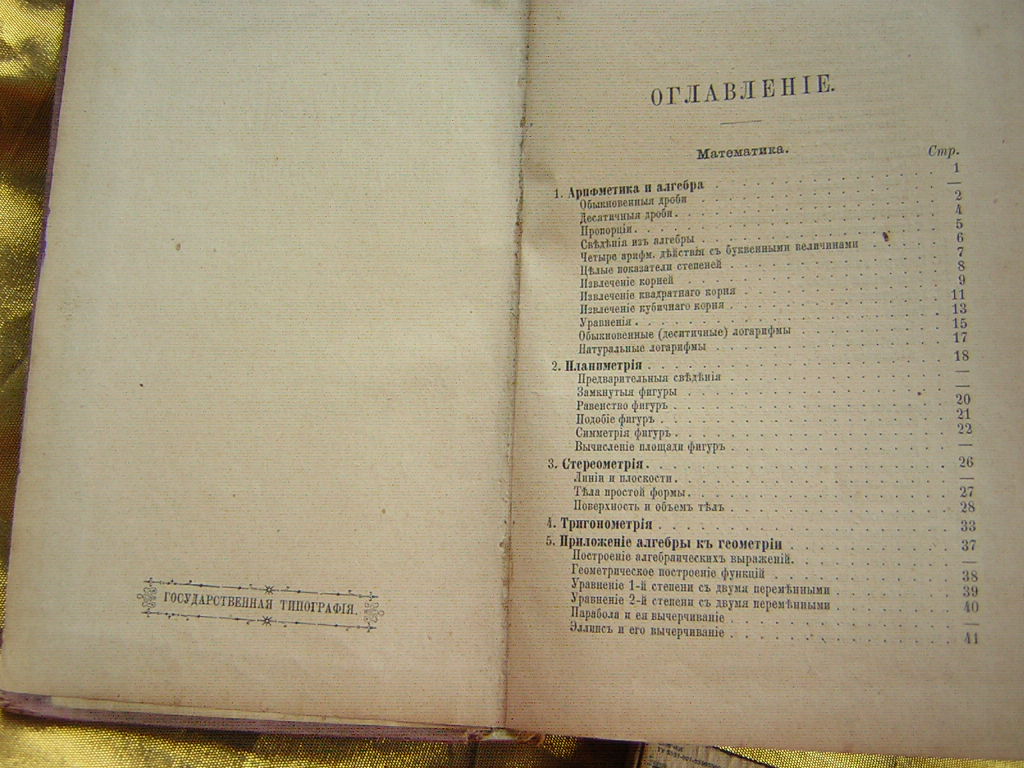 ГОСУДАРСТВЕННАЯ ТИПОГРАФІЯ.
ОГЛАВЛЕНІЕ.
Математика. Стр.
1. Ариѳметика и алгебра 1
Обыкновенныя дроби —
Десятичныя дроби 2
Пропорціи 4
Свѣдѣнія изъ алгебры 5
Четыре ариѳм. дѣйствія съ буквенными величинами 6
Цѣлые показатели степеней 7
Извлеченіе корней 8
Извлеченіе квадратнаго корня 9
Извлеченіе кубичнаго корня 11
Уравненія 13
Обыкновенные (десятичные) логарифмы 15
Натуральные логарифмы 17
2. Планиметрія 18
Предварительныя свѣдѣнія —
Замкнутыя фигуры —
Равенство фигуръ 20
Подобіе фигуръ 21
Симметрія фигуръ 22
Вычисленіе площади фигуръ —
3. Стереометрія 26
Линіи и плоскости —
Тѣла простой формы 27
Поверхность и объемъ тѣлъ 28
4. Тригонометрія 33
5. Приложеніе алгебры къ геометріи 37
Построеніе алгебраическихъ выраженій. —
Геометрическое построеніе функцій 38
Уравненіе 1-й степени съ двумя перемѣнными 39
Уравненіе 2-й степени съ двумя перемѣнными 40
Парабола и ея вычерчиваніе —
Эллипсъ и его вычерчиваніе 41